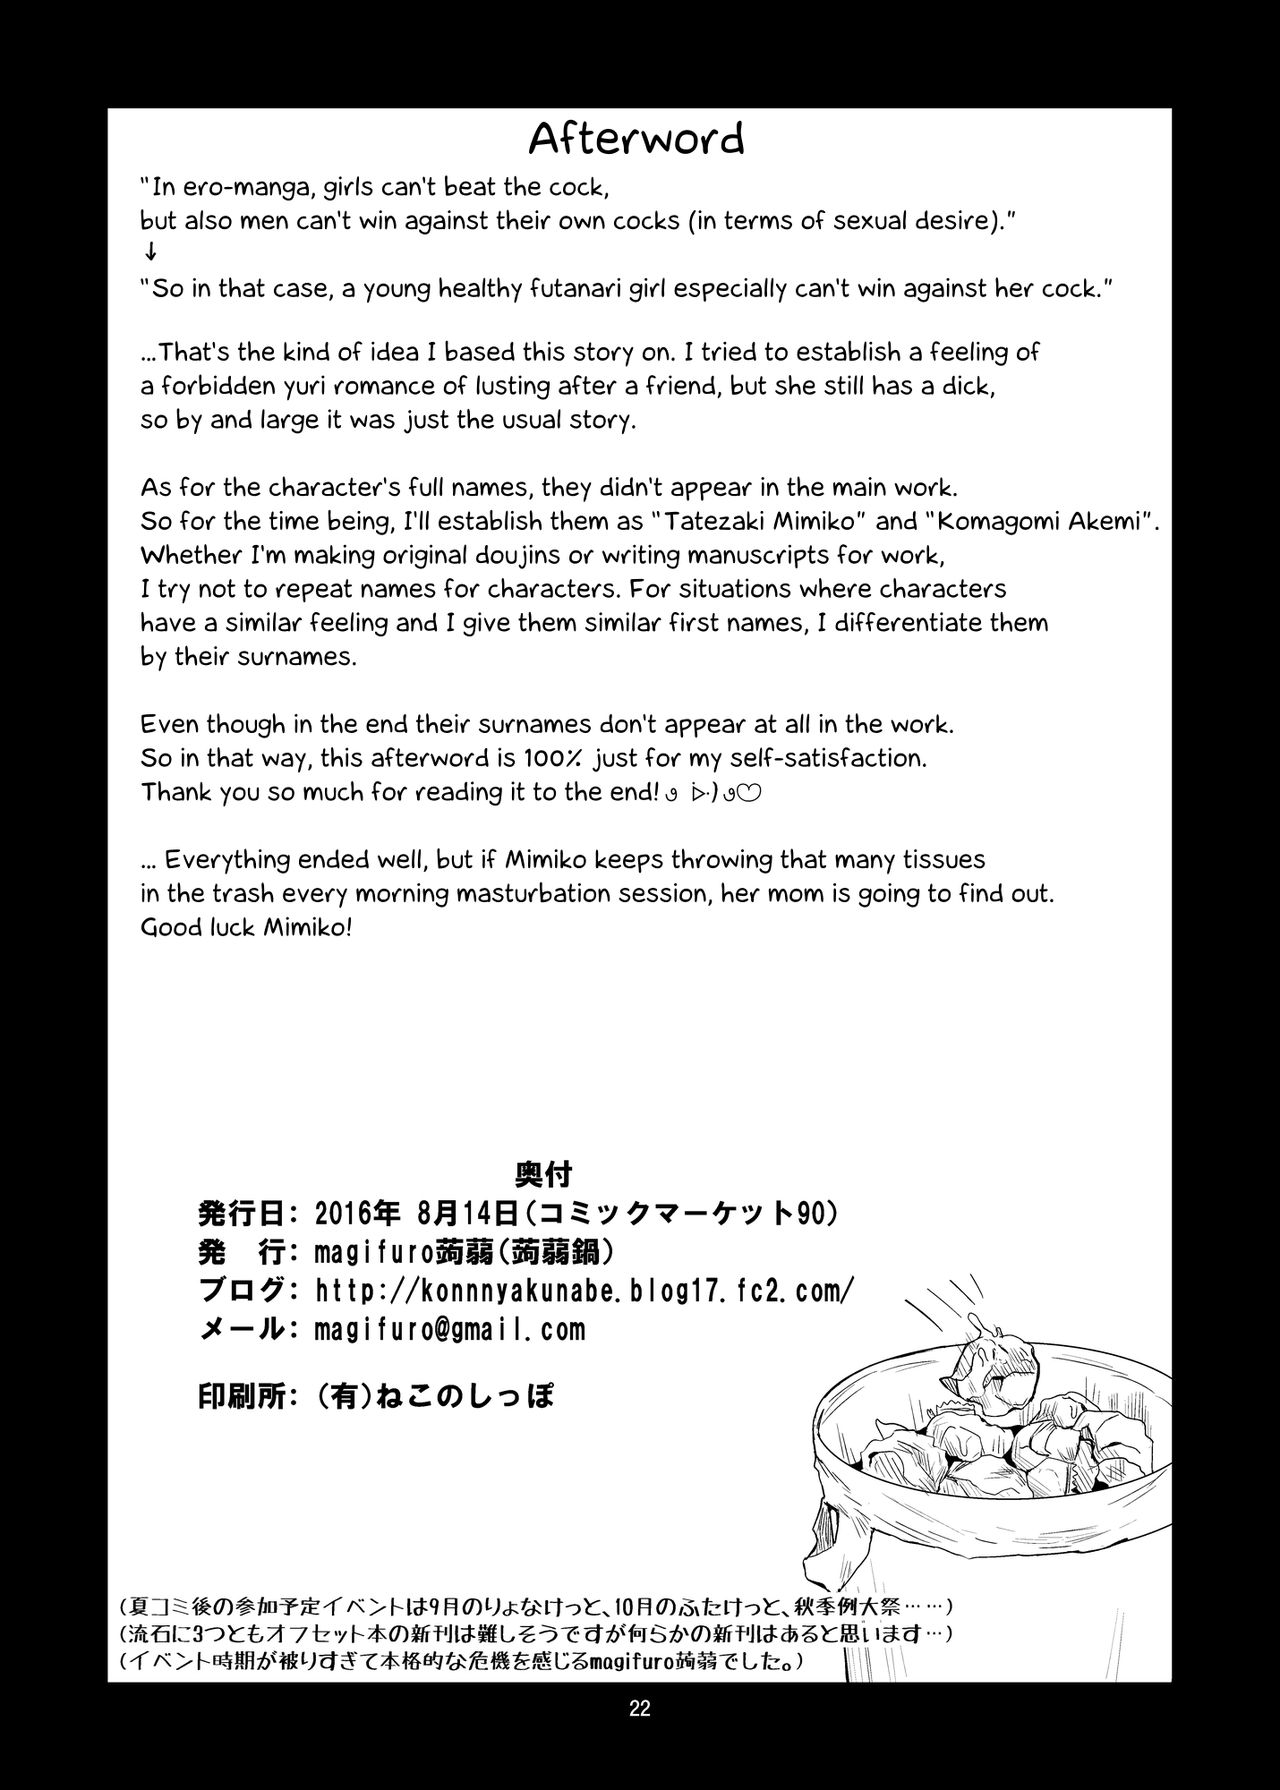 Afterword
"In ero-manga, girls can't beat the cock,
but also men can't win against their own cocks (in terms of sexual desire)."
↓
"So in that case, a young healthy futanari girl especially can't win against her cock."
...That's the kind of idea I based this story on. I tried to establish a feeling of
a forbidden yuri romance of lusting after a friend, but she still has a dick,
so by and large it was just the usual story.
As for the character's full names, they didn't appear in the main work.
So for the time being, I'll establish them as "Tatezaki Mimiko" and "Komagomi Akemi".
Whether I'm making original doujins or writing manuscripts for work,
I try not to repeat names for characters. For situations where characters
have a similar feeling and I give them similar first names, I differentiate them
by their surnames.
Even though in the end their surnames don't appear at all in the work.
So in that way, this afterword is 100% just for my self-satisfaction.
Thank you so much for reading it to the end!
... Everything ended well, but if Mimiko keeps throwing that many tissues
in the trash every morning masturbation session, her mom is going to find out.
Good luck Mimiko!
奥付
発行日: 2016年 8月14日(コミックマーケット90)
発　行: magifuro蒟蒻(蒟蒻鍋)
ブログ: http://konnnyakunabe.blog17.fc2.com/
メール: magifuro@gmail.com
印刷所: (有)ねこのしっぽ
(夏コミ後の参加予定イベントは9月のりょなけっと、10月のふたけっと、秋季例大祭……)
(流石に3つともオフセット本の新刊は難しそうですが何らかの新刊はあると思います…)
(イベント時期が被りすぎて本格的な危機を感じるmagifuro蒟蒻でした。)
22